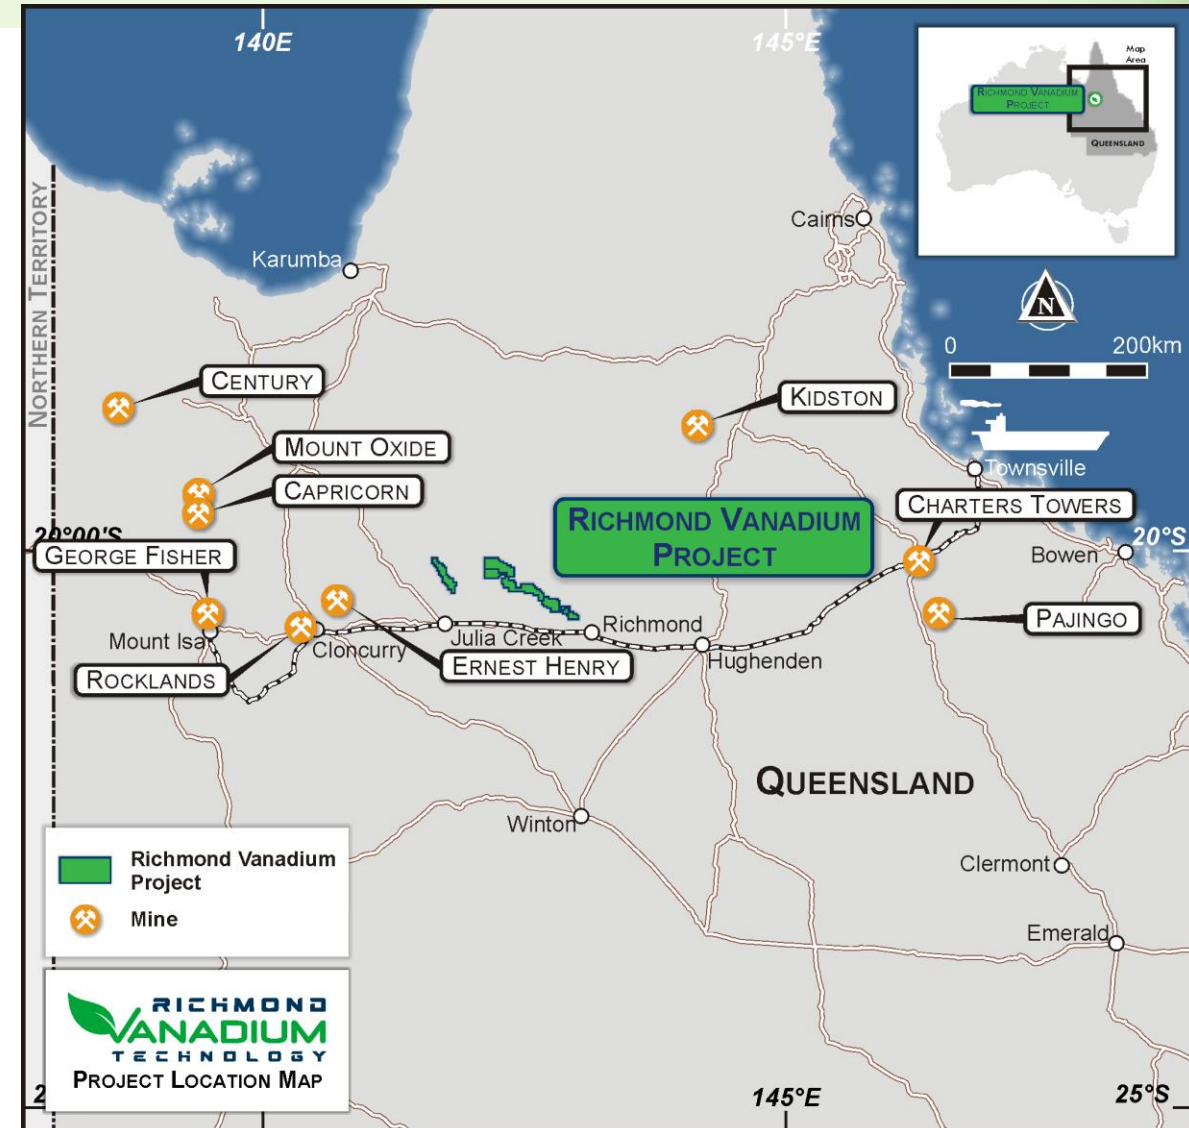 140E
145°E
Map
Area
RICHMOND VANADIUM
PROJECT
QUEENSLAND
NORTHERN TERRITORY
Cairns
Karumba
N
0 200km
CENTURY
KIDSTON
MOUNT OXIDE
CAPRICORN
Townsville
CHARTERS TOWERS
RICHMOND VANADIUM
PROJECT
20°00'S
20°S
GEORGE FISHER
Bowen
PAJINGO
Mount Isa
Cloncurry
Julia Creek
Richmond
Hughenden
ROCKLANDS
ERNEST HENRY
QUEENSLAND
Winton
Clermont
Emerald
Richmond Vanadium
Project
Mine
RICHMOND
VANADIUM
TECHNOLOGY
PROJECT LOCATION MAP
2
145°E
25°S